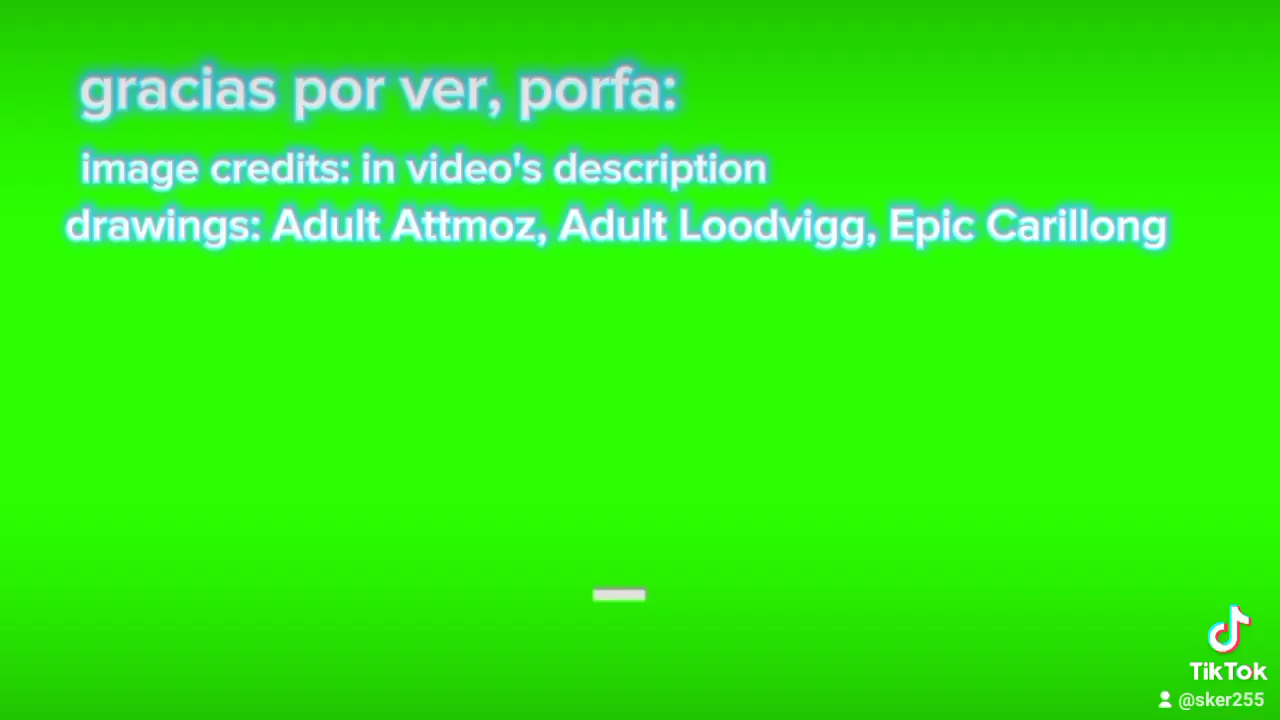 gracias por ver, porfa:
image credits: in video's description
drawings: Adult Attmoz, Adult Loodvigg, Epic Carillong
TikTok
@sker255